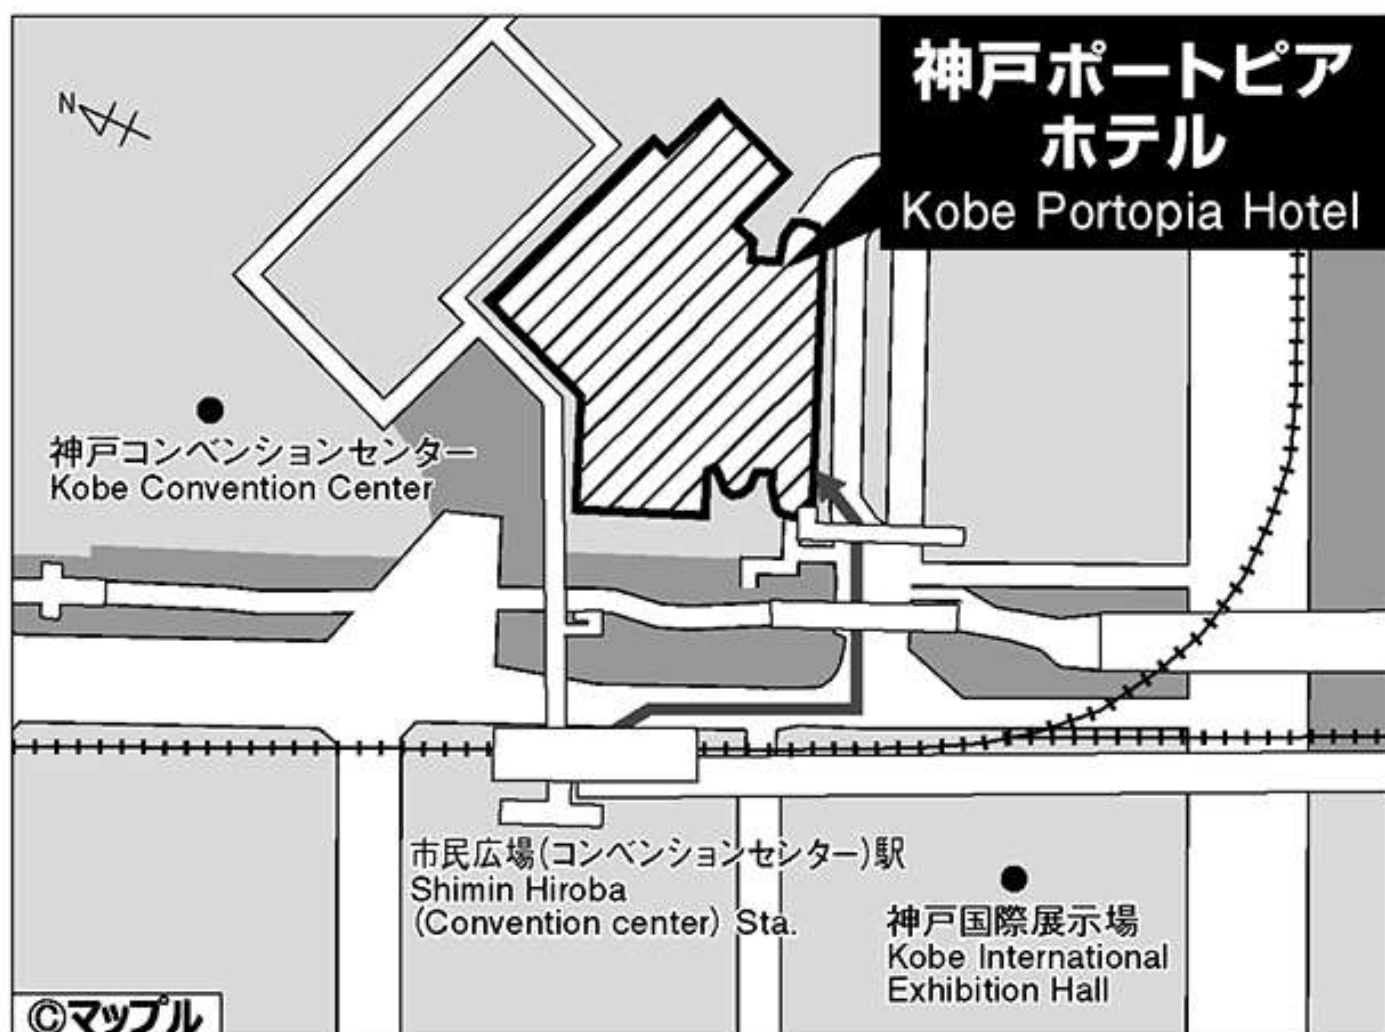 神戸ポートピア
ホテル
Kobe Portopia Hotel
N
神戸コンベンションセンター
Kobe Convention Center
市民広場(コンベンションセンター)駅
Shimin Hiroba
(Convention center) Sta.
神戸国際展示場
Kobe International
Exhibition Hall
©マップル